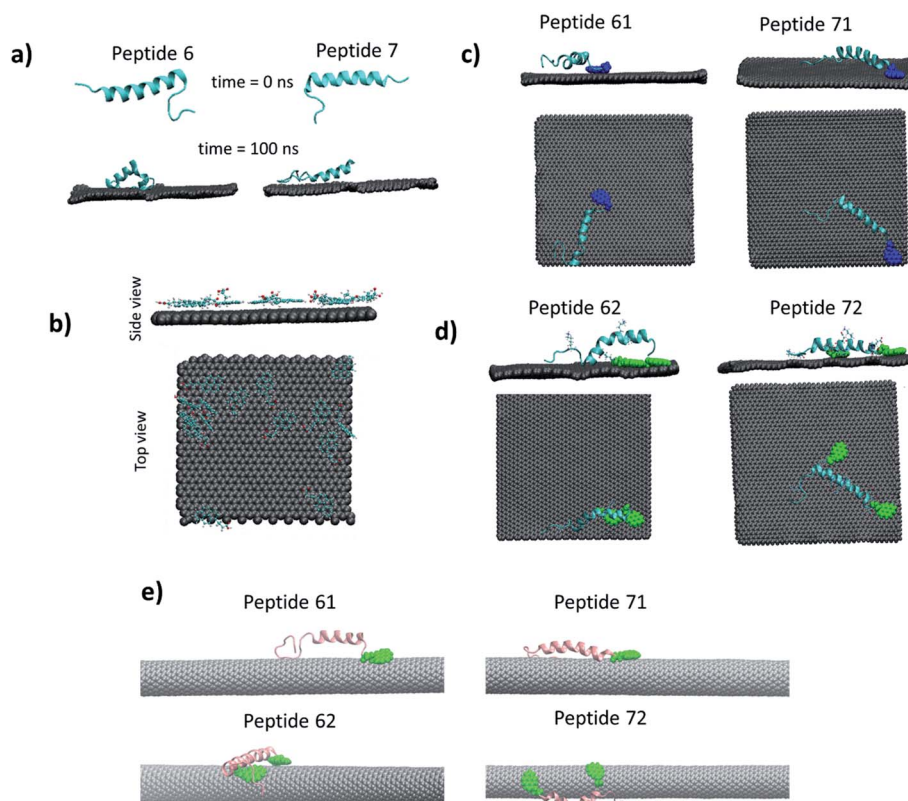 a)
Peptide 6
Peptide 7
time = 0 ns
time = 100 ns
b)
Side view
Top view
c)
Peptide 61
Peptide 71
d)
Peptide 62
Peptide 72
e)
Peptide 61
Peptide 71
Peptide 62
Peptide 72